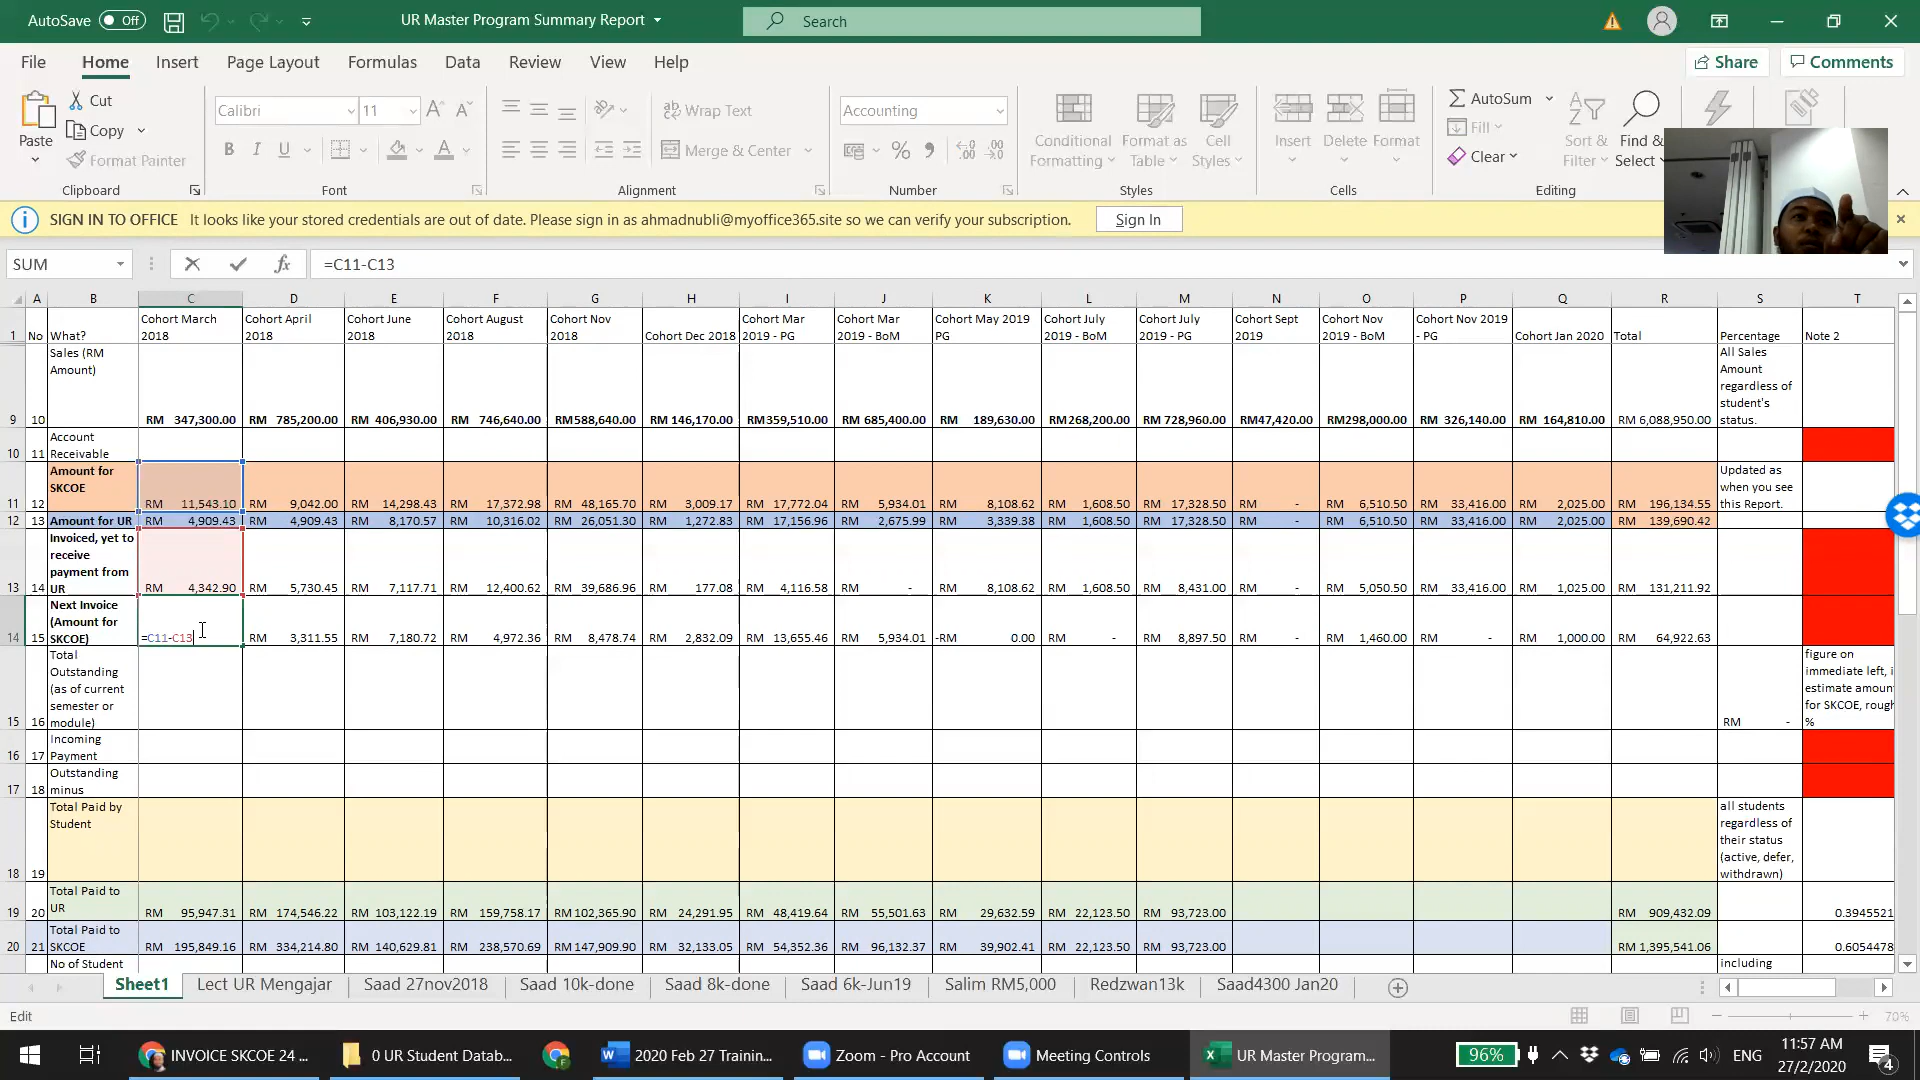 AutoSave Off UR Master Program Summary Report Search
File Home Insert Page Layout Formulas Data Review View Help Share Comments
Paste Cut Copy Format Painter Clipboard
Calibri 11 B I U Font
Wrap Text Merge & Center Alignment
Accounting % Number
Conditional Formatting Format as Table Cell Styles Styles
Insert Delete Format Cells
AutoSum Fill Clear Sort & Filter Find & Select Editing
SIGN IN TO OFFICE It looks like your stored credentials are out of date. Please sign in as ahmadnubli@myoffice365.site so we can verify your subscription. Sign In
SUM fx =C11-C13
A B C D E F G H I J K L M N O P Q R S T
1 No What? Cohort March 2018 Cohort April 2018 Cohort June 2018 Cohort August 2018 Cohort Nov 2018 Cohort Dec 2018 Cohort Mar 2019 - PG Cohort Mar 2019 - BoM Cohort May 2019 PG Cohort July 2019 - BoM Cohort July 2019 - PG Cohort Sept 2019 Cohort Nov 2019 - BoM Cohort Nov 2019 - PG Cohort Jan 2020 Total Percentage Note 2
9 10 Sales (RM Amount) RM 347,300.00 RM 785,200.00 RM 406,930.00 RM 746,640.00 RM588,640.00 RM 146,170.00 RM359,510.00 RM 685,400.00 RM 189,630.00 RM268,200.00 RM 728,960.00 RM47,420.00 RM298,000.00 RM 326,140.00 RM 164,810.00 RM 6,088,950.00 All Sales Amount regardless of student's status.
10 11 Account Receivable
11 12 Amount for SKCOE RM 11,543.10 RM 9,042.00 RM 14,298.43 RM 17,372.98 RM 48,165.70 RM 3,009.17 RM 17,772.04 RM 5,934.01 RM 8,108.62 RM 1,608.50 RM 17,328.50 RM - RM 6,510.50 RM 33,416.00 RM 2,025.00 RM 196,134.55 Updated as when you see this Report.
12 13 Amount for UR RM 4,909.43 RM 4,909.43 RM 8,170.57 RM 10,316.02 RM 26,051.30 RM 1,272.83 RM 17,156.96 RM 2,675.99 RM 3,339.38 RM 1,608.50 RM 17,328.50 RM - RM 6,510.50 RM 33,416.00 RM 2,025.00 RM 139,690.42
13 14 Invoiced, yet to receive payment from UR RM 4,342.90 RM 5,730.45 RM 7,117.71 RM 12,400.62 RM 39,686.96 RM 177.08 RM 4,116.58 RM - RM 8,108.62 RM 1,608.50 RM 8,431.00 RM - RM 5,050.50 RM 33,416.00 RM 1,025.00 RM 131,211.92
14 15 Next Invoice (Amount for SKCOE) =C11-C13 RM 3,311.55 RM 7,180.72 RM 4,972.36 RM 8,478.74 RM 2,832.09 RM 13,655.46 RM 5,934.01 -RM 0.00 RM - RM 8,897.50 RM - RM 1,460.00 RM - RM 1,000.00 RM 64,922.63
15 16 Total Outstanding (as of current semester or module) RM - figure on immediate left, i estimate amoun for SKCOE, rough %
16 17 Incoming Payment
17 18 Outstanding minus
18 19 Total Paid by Student all students regardless of their status (active, defer, withdrawn)
19 20 Total Paid to UR RM 95,947.31 RM 174,546.22 RM 103,122.19 RM 159,758.17 RM 102,365.90 RM 24,291.95 RM 48,419.64 RM 55,501.63 RM 29,632.59 RM 22,123.50 RM 93,723.00 RM 909,432.09 0.3945521
20 21 Total Paid to SKCOE RM 195,849.16 RM 334,214.80 RM 140,629.81 RM 238,570.69 RM 147,909.90 RM 32,133.05 RM 54,352.36 RM 96,132.37 RM 39,902.41 RM 22,123.50 RM 93,723.00 RM 1,395,541.06 0.6054478
No of Student including
Sheet1 Lect UR Mengajar Saad 27nov2018 Saad 10k-done Saad 8k-done Saad 6k-Jun19 Salim RM5,000 Redzwan13k Saad4300 Jan20
Edit 70%
INVOICE SKCOE 24 ... 0 UR Student Datab... 2020 Feb 27 Trainin... Zoom - Pro Account Meeting Controls UR Master Program... 96% ENG 11:57 AM
27/2/2020 4